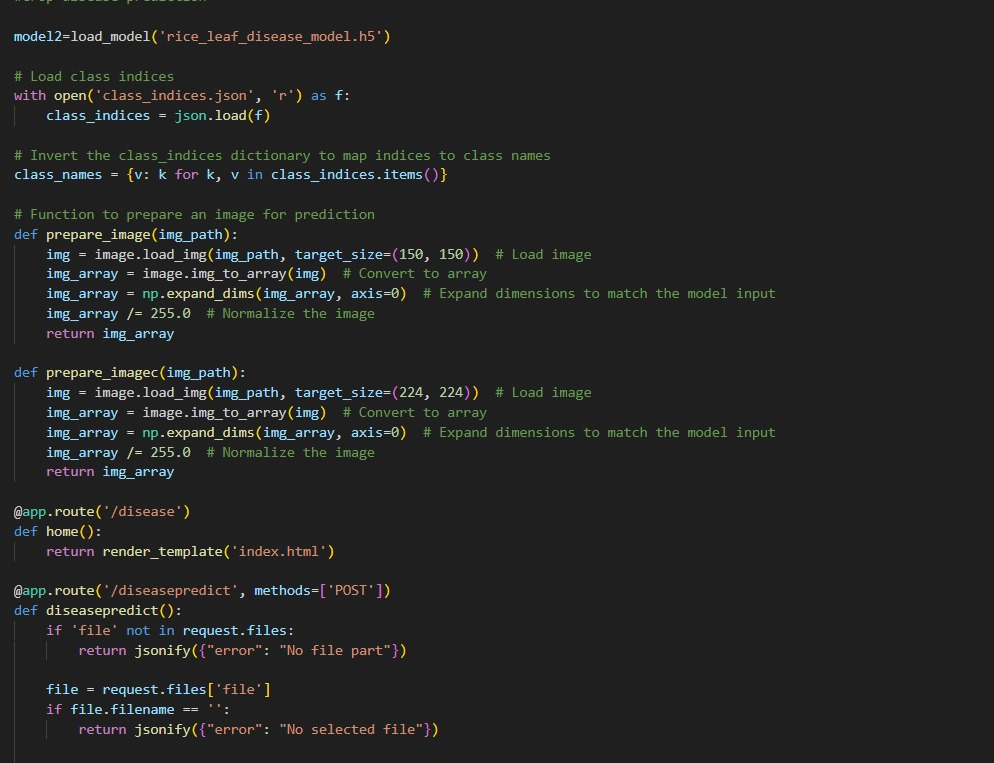 #crop disease prediction
model2=load_model('rice_leaf_disease_model.h5')
# Load class indices
with open('class_indices.json', 'r') as f:
    class_indices = json.load(f)
# Invert the class_indices dictionary to map indices to class names
class_names = {v: k for k, v in class_indices.items()}
# Function to prepare an image for prediction
def prepare_image(img_path):
    img = image.load_img(img_path, target_size=(150, 150))  # Load image
    img_array = image.img_to_array(img)  # Convert to array
    img_array = np.expand_dims(img_array, axis=0)  # Expand dimensions to match the model input
    img_array /= 255.0  # Normalize the image
    return img_array
def prepare_imagec(img_path):
    img = image.load_img(img_path, target_size=(224, 224))  # Load image
    img_array = image.img_to_array(img)  # Convert to array
    img_array = np.expand_dims(img_array, axis=0)  # Expand dimensions to match the model input
    img_array /= 255.0  # Normalize the image
    return img_array
@app.route('/disease')
def home():
    return render_template('index.html')
@app.route('/diseasepredict', methods=['POST'])
def diseasepredict():
    if 'file' not in request.files:
        return jsonify({"error": "No file part"})
    file = request.files['file']
    if file.filename == '':
        return jsonify({"error": "No selected file"})